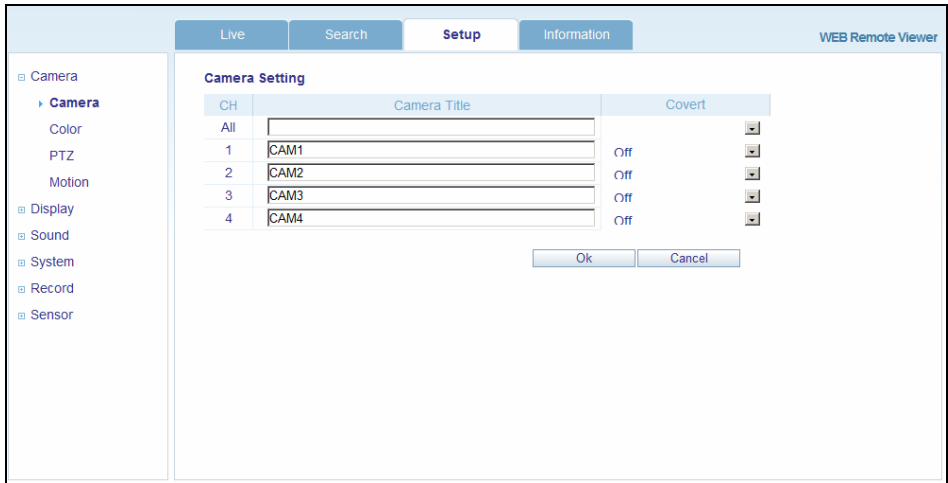 Live Search Setup Information
WEB Remote Viewer
Camera
Camera
Color
PTZ
Motion
Display
Sound
System
Record
Sensor
Camera Setting
CH Camera Title Covert
All
1 CAM1 Off
2 CAM2 Off
3 CAM3 Off
4 CAM4 Off
Ok Cancel